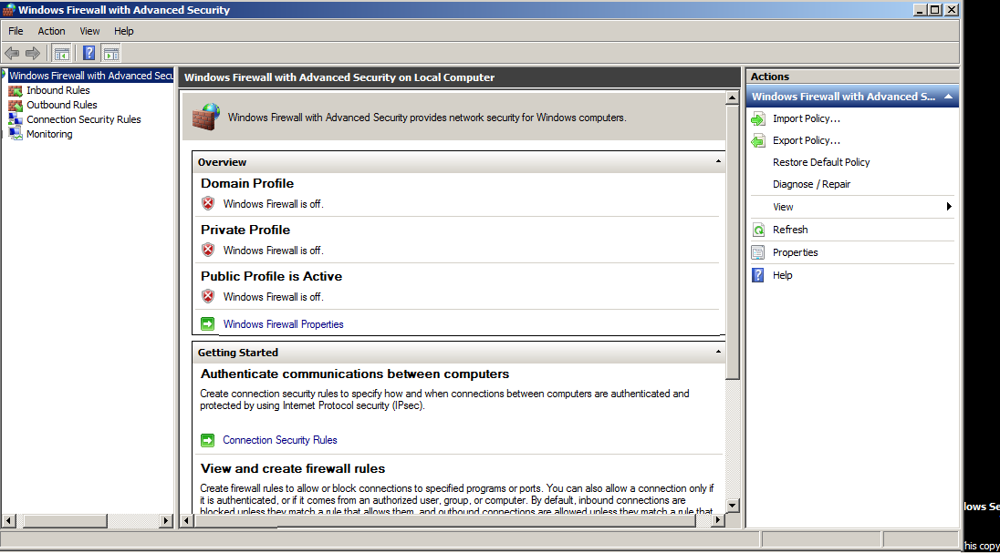 Windows Firewall with Advanced Security
File Action View Help
Windows Firewall with Advanced Secu
Inbound Rules
Outbound Rules
Connection Security Rules
Monitoring
Windows Firewall with Advanced Security on Local Computer
Windows Firewall with Advanced Security provides network security for Windows computers.
Overview
Domain Profile
Windows Firewall is off.
Private Profile
Windows Firewall is off.
Public Profile is Active
Windows Firewall is off.
Windows Firewall Properties
Getting Started
Authenticate communications between computers
Create connection security rules to specify how and when connections between computers are authenticated and
protected by using Internet Protocol security (IPsec).
Connection Security Rules
View and create firewall rules
Create firewall rules to allow or block connections to specified programs or ports. You can also allow a connection only if
it is authenticated, or if it comes from an authorized user, group, or computer. By default, inbound connections are
blocked unless they match a rule that allows them, and outbound connections are allowed unless they match a rule that
Actions
Windows Firewall with Advanced S...
Import Policy...
Export Policy...
Restore Default Policy
Diagnose / Repair
View
Refresh
Properties
Help
lows Se
his copy